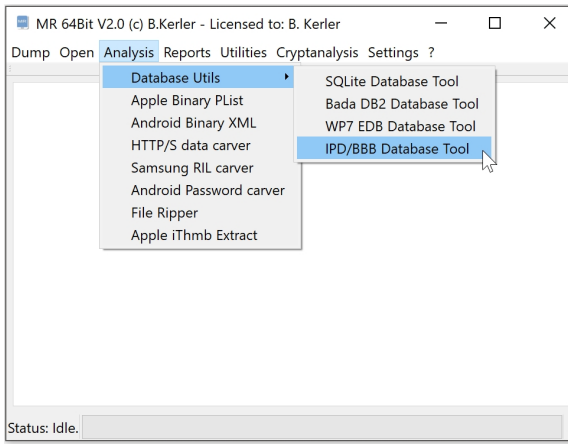 MR 64Bit V2.0 (c) B.Kerler - Licensed to: B. Kerler
Dump Open Analysis Reports Utilities Cryptanalysis Settings ?
Database Utils
Apple Binary PList
Android Binary XML
HTTP/S data carver
Samsung RIL carver
Android Password carver
File Ripper
Apple iThmb Extract
SQLite Database Tool
Bada DB2 Database Tool
WP7 EDB Database Tool
IPD/BBB Database Tool
Status: Idle.